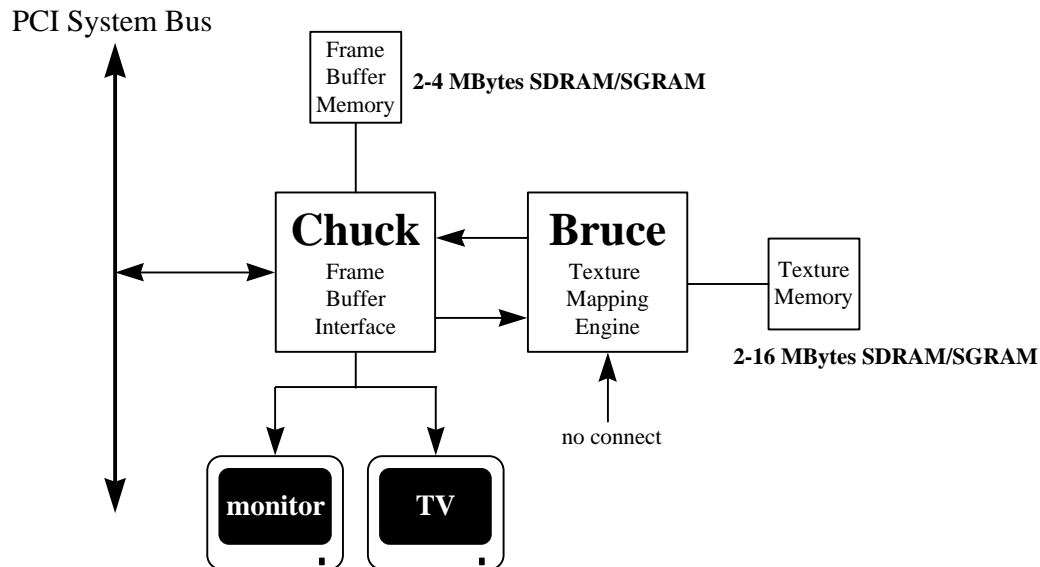 PCI System Bus
Frame
Buffer
Memory
2-4 MBytes SDRAM/SGRAM
Chuck
Frame
Buffer
Interface
Bruce
Texture
Mapping
Engine
Texture
Memory
2-16 MBytes SDRAM/SGRAM
no connect
monitor
TV